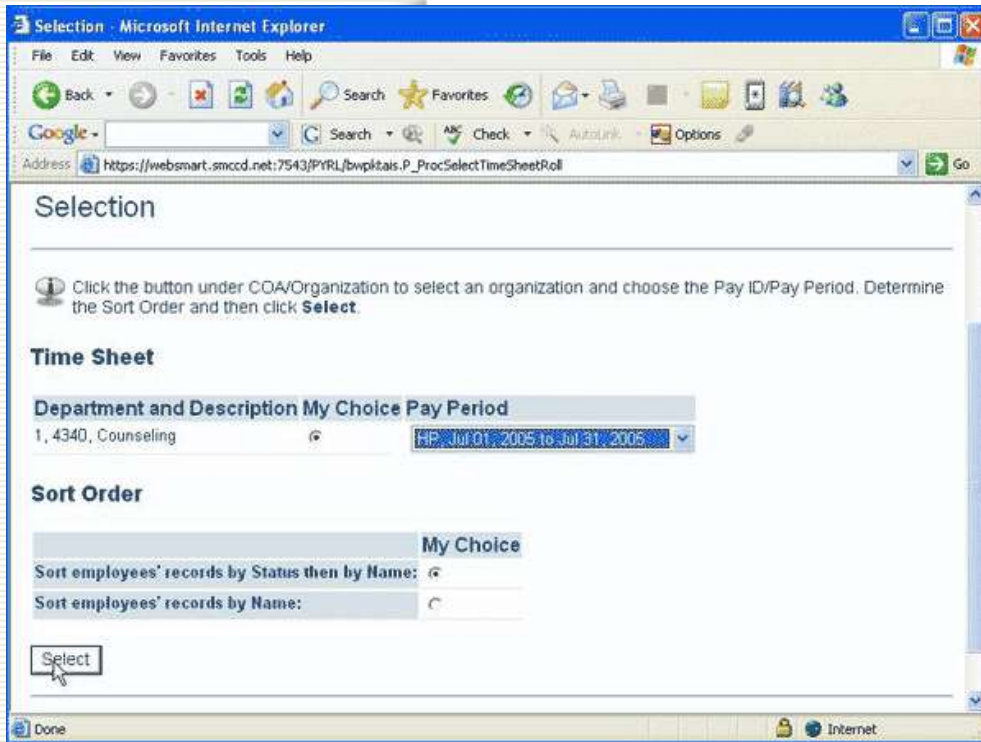 Selection - Microsoft Internet Explorer
File Edit View Favorites Tools Help
Back Search Favorites
Google Search ABC Check AutoLink Options
Address https://websmart.smccd.net:7543/PYRL/bwpktais.P_ProcSelectTimeSheetRoll Go
Selection
Click the button under COA/Organization to select an organization and choose the Pay ID/Pay Period. Determine
the Sort Order and then click Select.
Time Sheet
Department and Description My Choice Pay Period
1, 4340, Counseling HP, Jul 01, 2005 to Jul 31, 2005
Sort Order
My Choice
Sort employees' records by Status then by Name:
Sort employees' records by Name:
Select
Done Internet